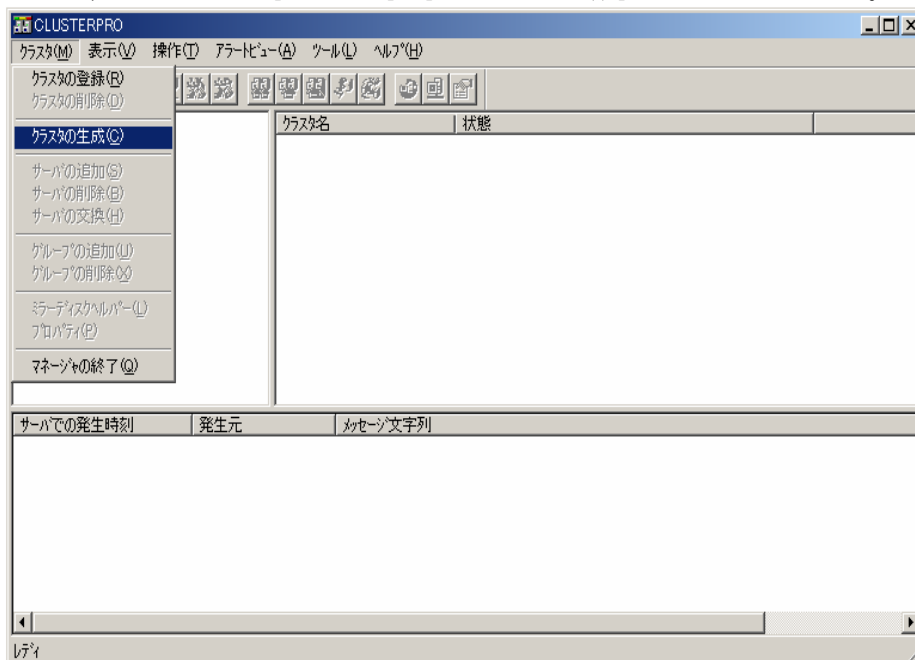 CLUSTERPRO
クラスタ(M) 表示(V) 操作(T) アラートビュー(A) ツール(L) ヘルプ(H)
クラスタの登録(R)
クラスタの削除(D)
クラスタの生成(C)
サーバの追加(S)
サーバの削除(B)
サーバの交換(H)
グループの追加(U)
グループの削除(X)
ミラーディスクヘルパー(L)
プロパティ(P)
マネージャの終了(Q)
クラスタ名 状態
サーバでの発生時刻 発生元 メッセージ文字列
レディ